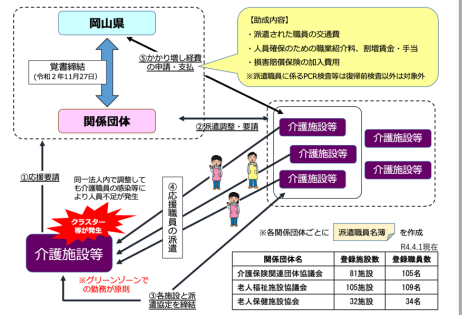 岡山県
覚書締結
(令和2年11月27日)
関係団体
⑤かかり増し経費
の申請・支払
【助成内容】
・派遣された職員の交通費
・人員確保のための職業紹介料、割増賃金・手当
・損害賠償保険の加入費用
※派遣職員に係るPCR検査等は復帰前検査以外は対象外
②派遣調整・要請
介護施設等
介護施設等
介護施設等
介護施設等
介護施設等
①応援要請
同一法人内で調整して
も介護職員の感染等に
より人員不足が発生
クラスター
等が発生
④応援職員の派遣
介護施設等
※グリーンゾーンで
の勤務が原則
③各施設と派
遣協定を締結
※各関係団体ごとに 派遣職員名簿 を作成
R4.4.1現在
関係団体名 登録施設数 登録職員数
介護保険関連団体協議会 81施設 105名
老人福祉施設協議会 105施設 109名
老人保健施設協会 32施設 34名